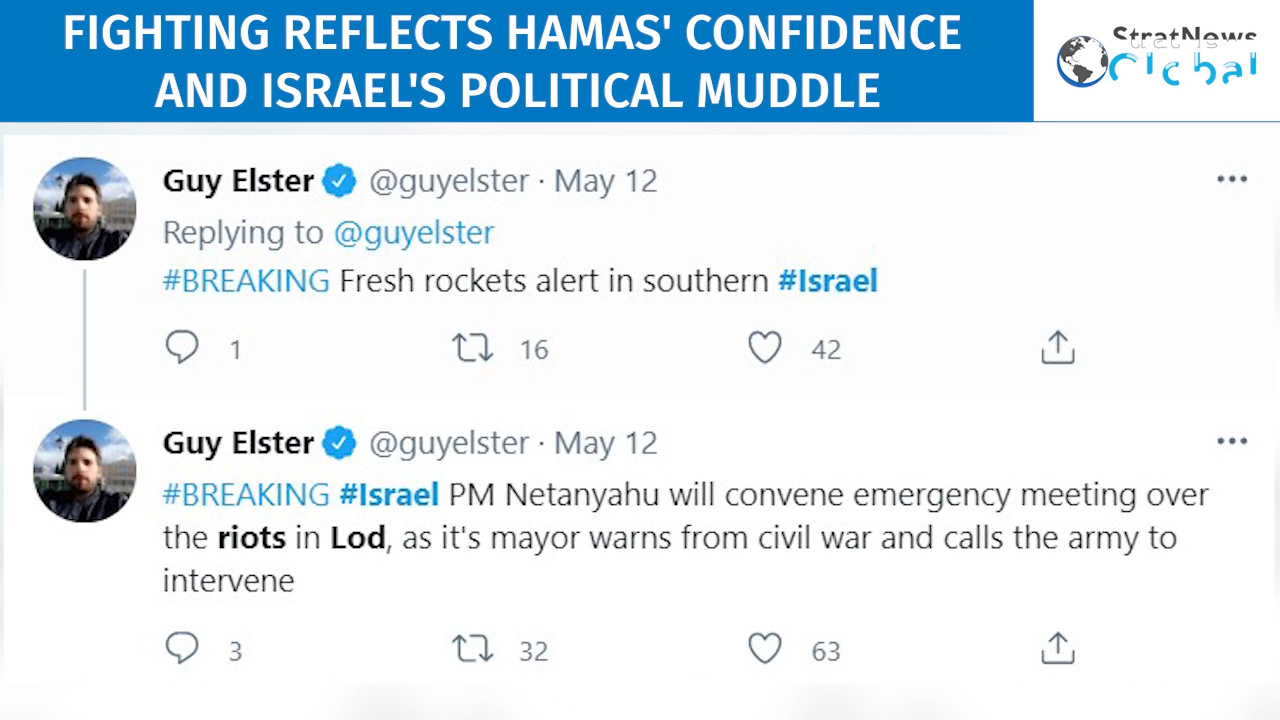 FIGHTING REFLECTS HAMAS' CONFIDENCE
AND ISRAEL'S POLITICAL MUDDLE
StratNews
Glcbal
Guy Elster @guyelster · May 12
Replying to @guyelster
#BREAKING Fresh rockets alert in southern #Israel
1 16 42
Guy Elster @guyelster · May 12
#BREAKING #Israel PM Netanyahu will convene emergency meeting over
the riots in Lod, as it's mayor warns from civil war and calls the army to
intervene
3 32 63